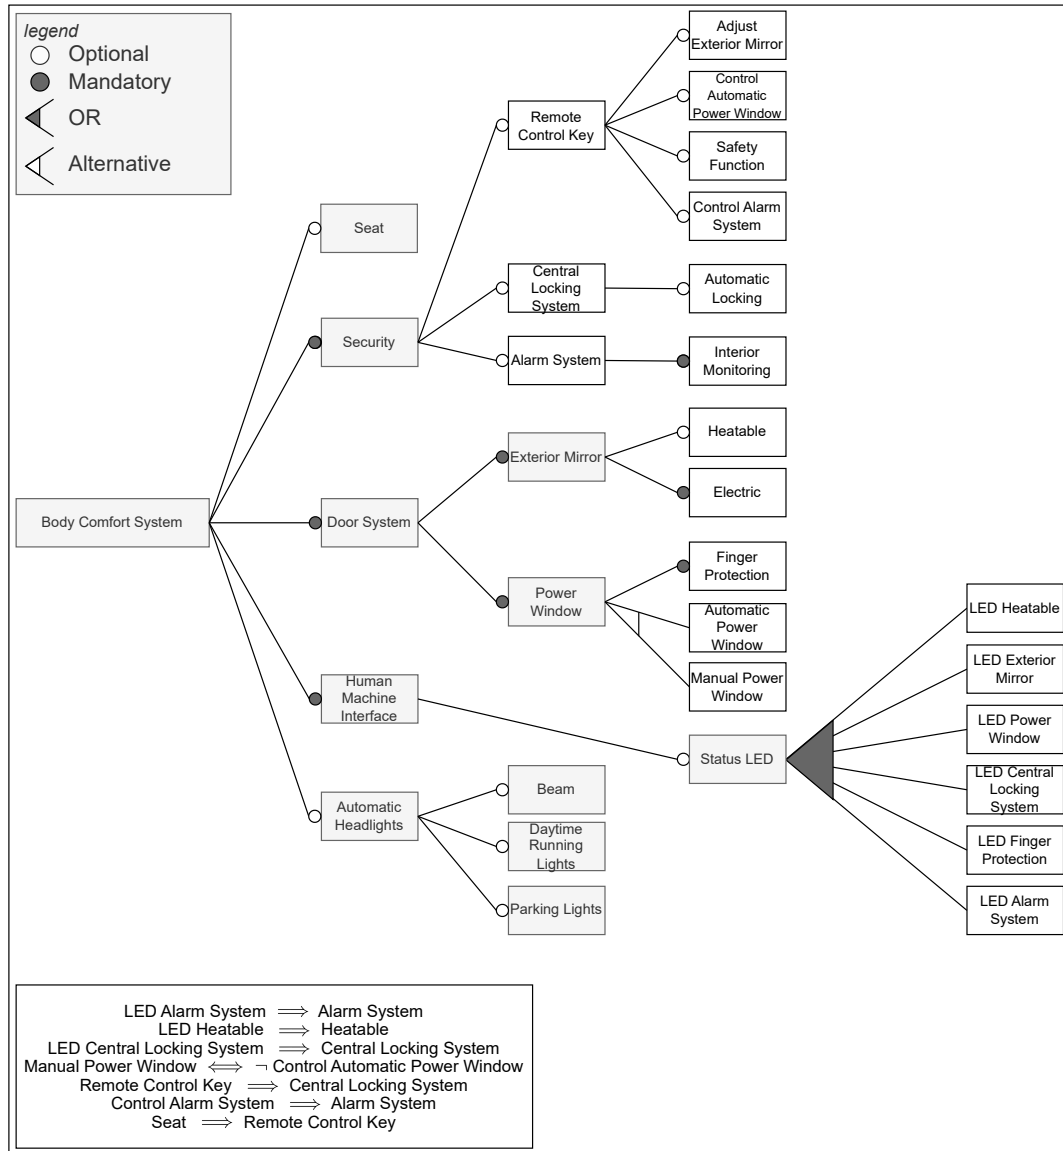 legend
Optional
Mandatory
OR
Alternative
Adjust
Exterior Mirror
Control
Automatic
Power Window
Remote
Control Key
Safety
Function
Control Alarm
System
Seat
Central
Locking
System
Automatic
Locking
Security
Alarm System
Interior
Monitoring
Exterior Mirror
Heatable
Electric
Body Comfort System
Door System
Power
Window
Finger
Protection
Automatic
Power
Window
Manual Power
Window
Human
Machine
Interface
Status LED
LED Heatable
LED Exterior
Mirror
LED Power
Window
LED Central
Locking
System
LED Finger
Protection
LED Alarm
System
Automatic
Headlights
Beam
Daytime
Running
Lights
Parking Lights
LED Alarm System ⟹ Alarm System
LED Heatable ⟹ Heatable
LED Central Locking System ⟹ Central Locking System
Manual Power Window ⟺ ¬ Control Automatic Power Window
Remote Control Key ⟹ Central Locking System
Control Alarm System ⟹ Alarm System
Seat ⟹ Remote Control Key